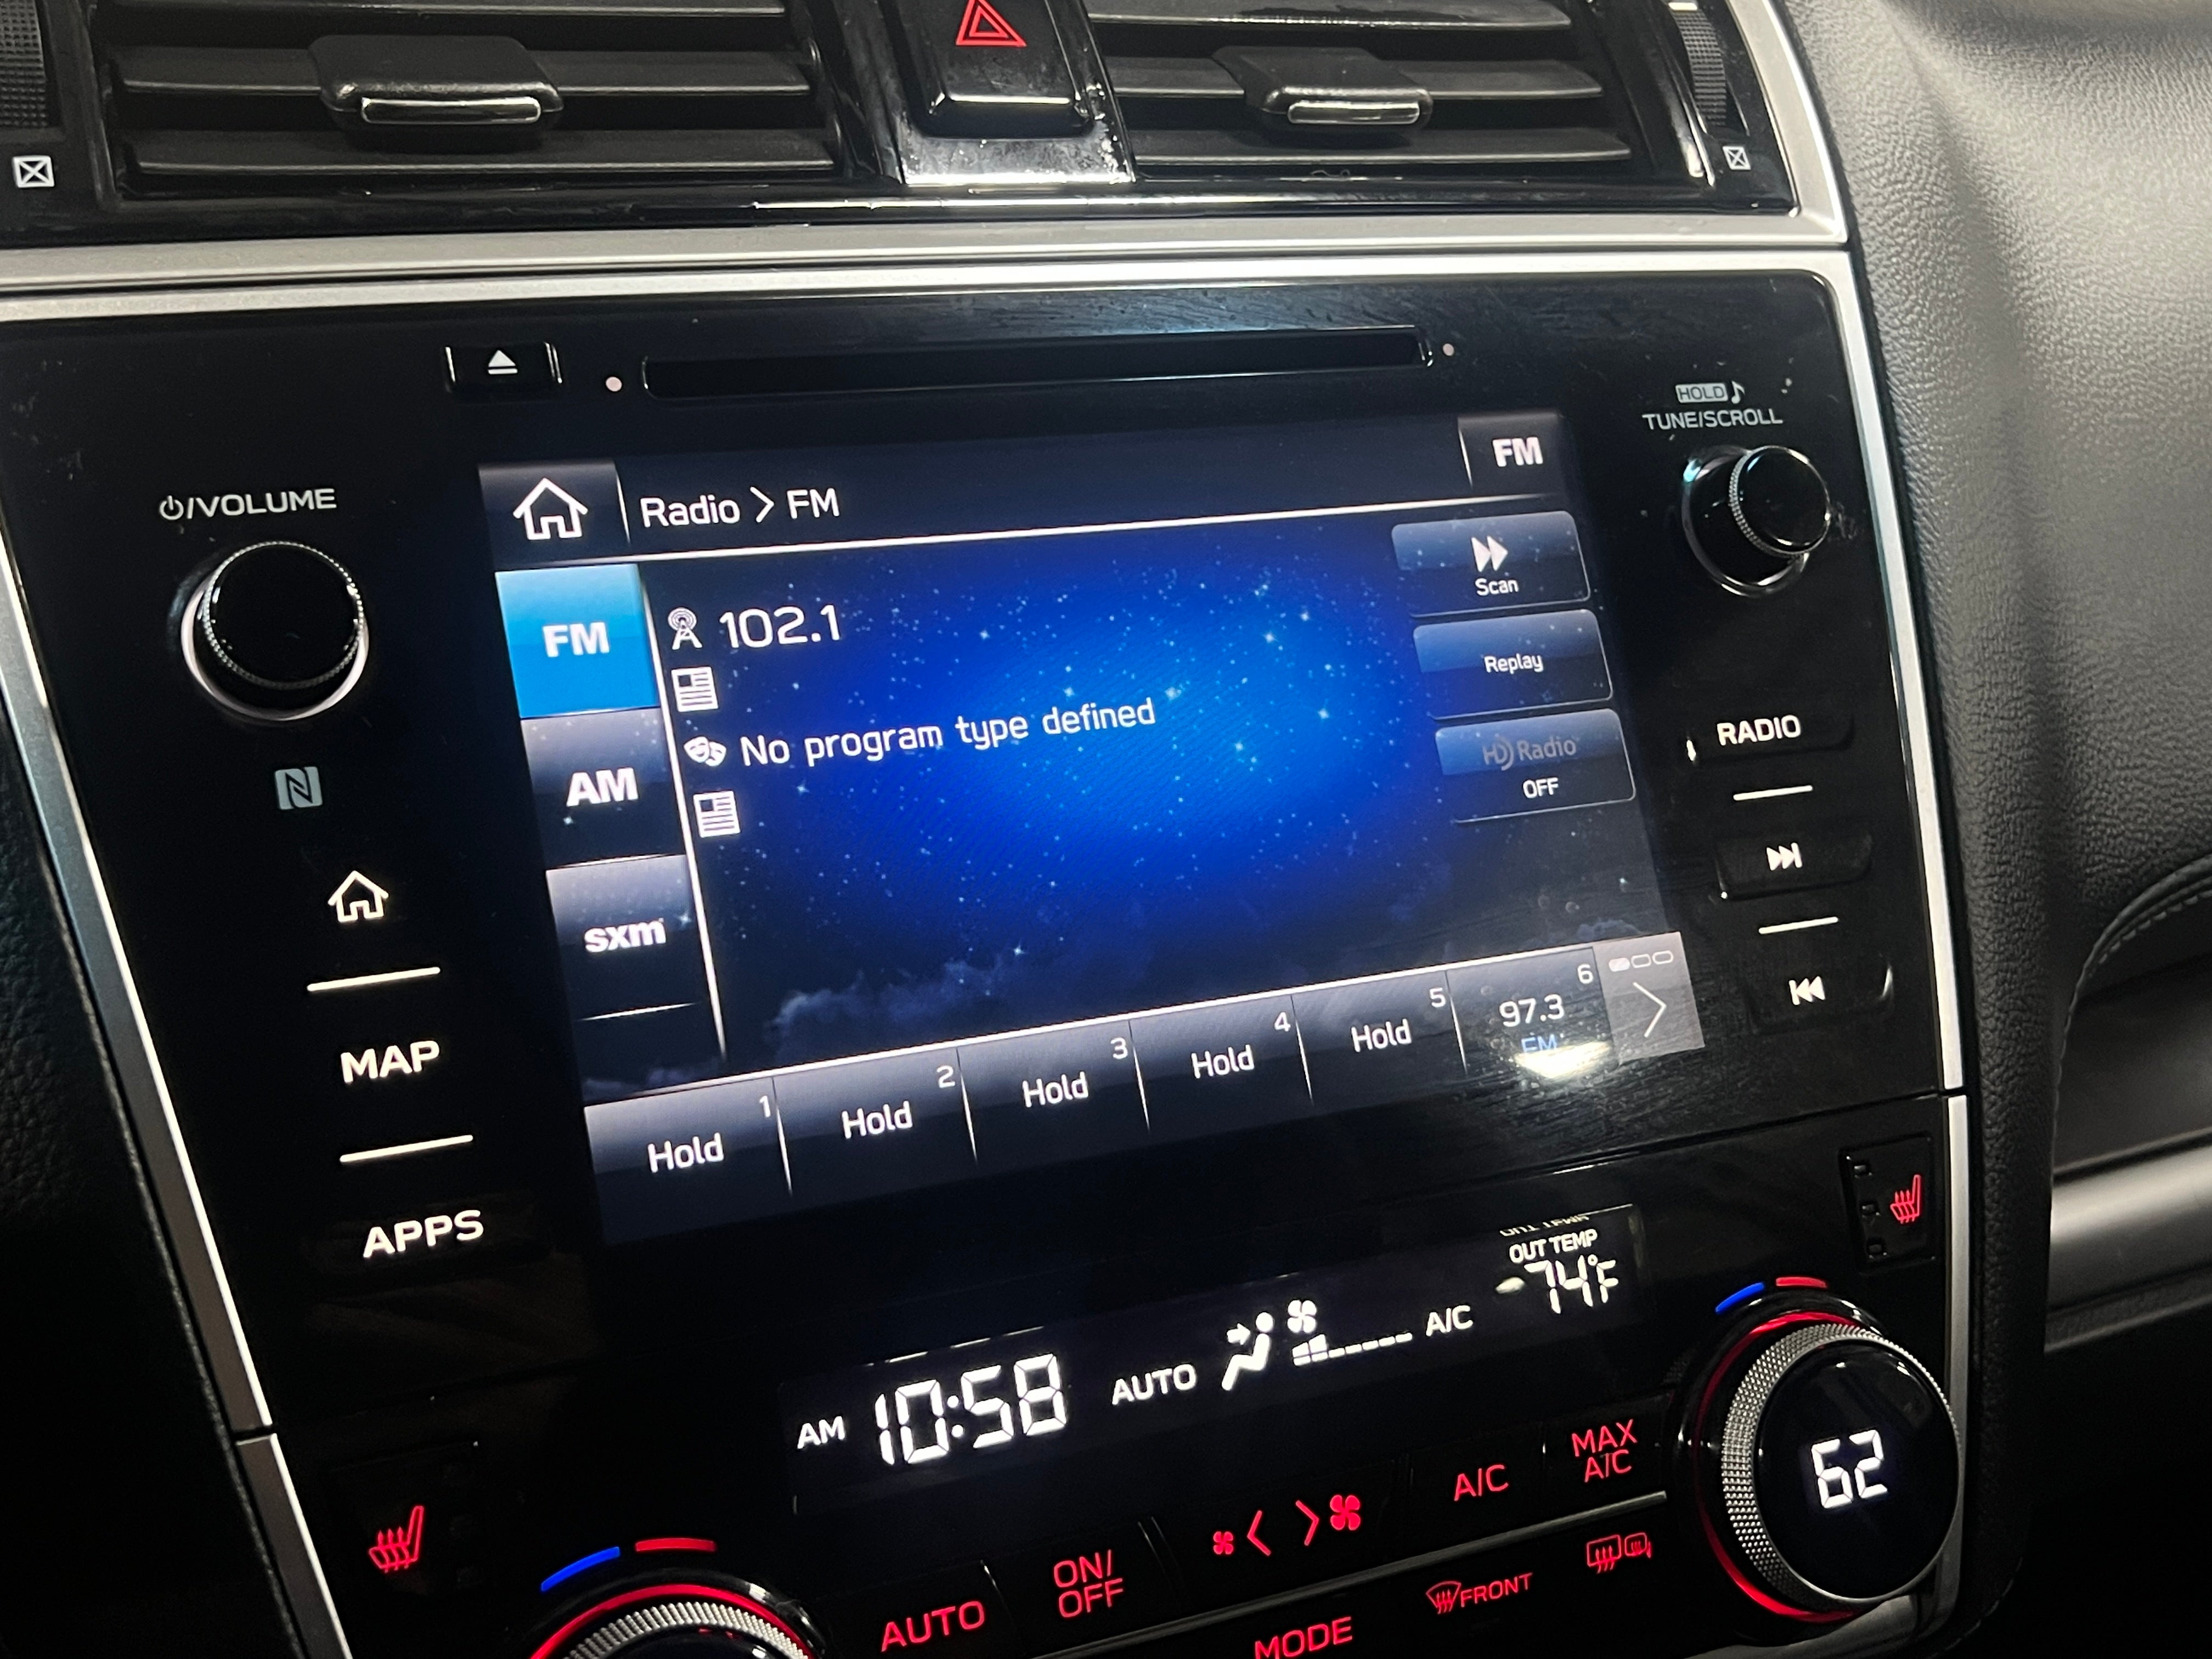 HOLD
TUNE/SCROLL
/VOLUME
FM
Radio > FM
Scan
FM
102.1
Replay
No program type defined
HD Radio
OFF
AM
RADIO
sxm
MAP
1
Hold
2
Hold
3
Hold
4
Hold
5
Hold
6
97.3
FM
APPS
OUT TEMP
74°F
AM 10:58 AUTO A/C
62
AUTO
ON/
OFF
< >
A/C
MAX
A/C
MODE
FRONT